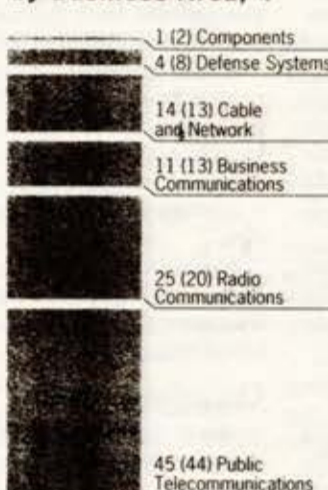 1 (2) Components
4 (8) Defense Systems
14 (13) Cable
and Network
11 (13) Business
Communications
25 (20) Radio
Communications
45 (44) Public
Telecommunications